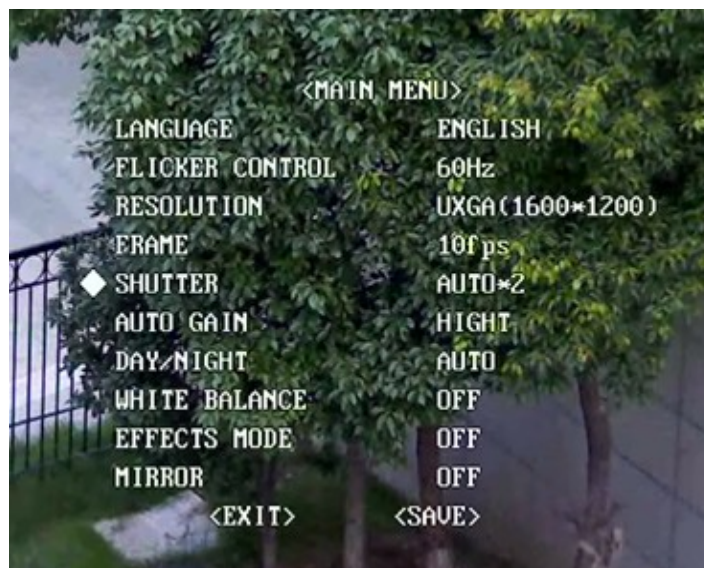 <MAIN MENU>
LANGUAGE ENGLISH
FLICKER CONTROL 60Hz
RESOLUTION UXGA(1600*1200)
FRAME 10fps
SHUTTER AUTO*2
AUTO GAIN HIGHT
DAY/NIGHT AUTO
WHITE BALANCE OFF
EFFECTS MODE OFF
MIRROR OFF
<EXIT> <SAVE>